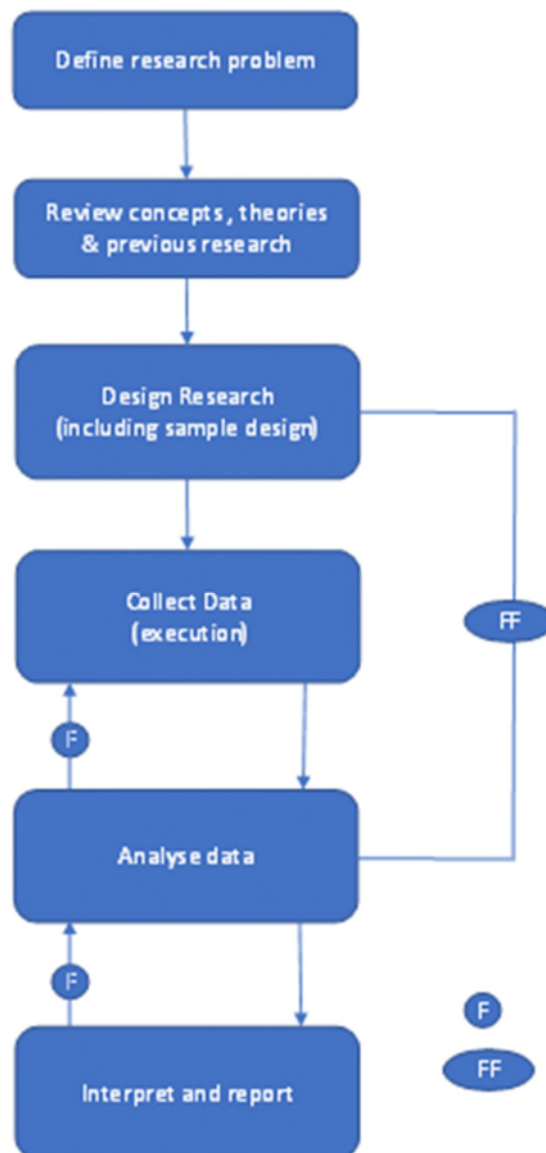 Define research problem
Review concepts, theories
& previous research
Design Research
(including sample design)
Collect Data
(execution)
FF
F
Analyse data
F
F
FF
Interpret and report